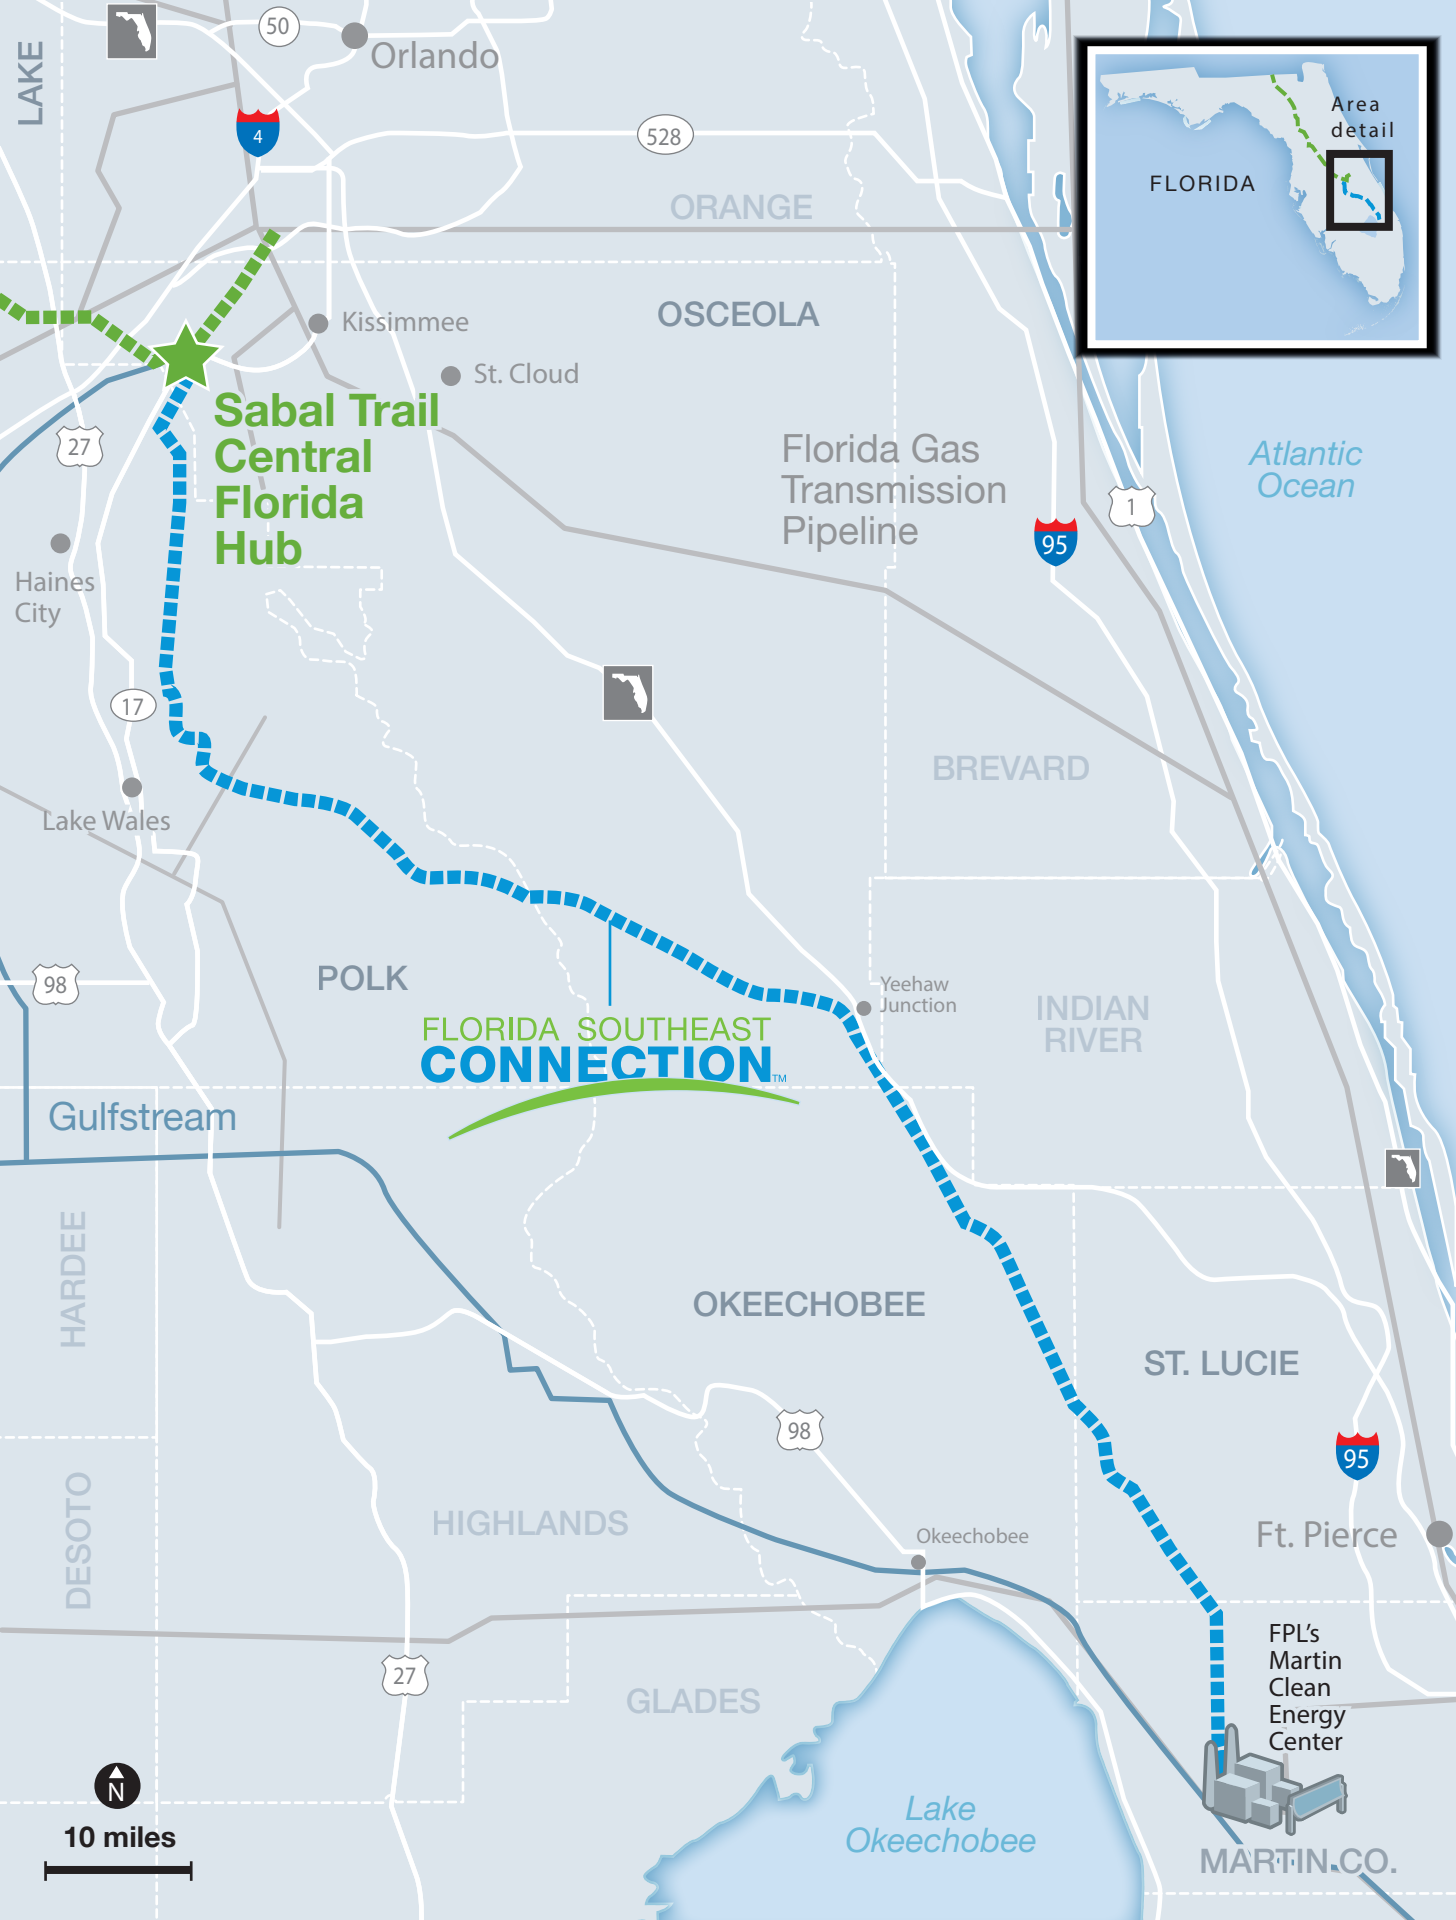 LAKE
50
Orlando
4
528
ORANGE
Area
detail
FLORIDA
OSCEOLA
Kissimmee
St. Cloud
Sabal Trail
Central
Florida
Hub
27
Florida Gas
Transmission
Pipeline
Atlantic
Ocean
1
95
Haines
City
17
BREVARD
Lake Wales
POLK
98
Yeehaw
Junction
INDIAN
RIVER
FLORIDA SOUTHEAST
CONNECTION™
Gulfstream
HARDEE
OKEECHOBEE
ST. LUCIE
98
95
DESOTO
HIGHLANDS
Okeechobee
Ft. Pierce
27
GLADES
FPL's
Martin
Clean
Energy
Center
N
10 miles
Lake
Okeechobee
MARTIN CO.